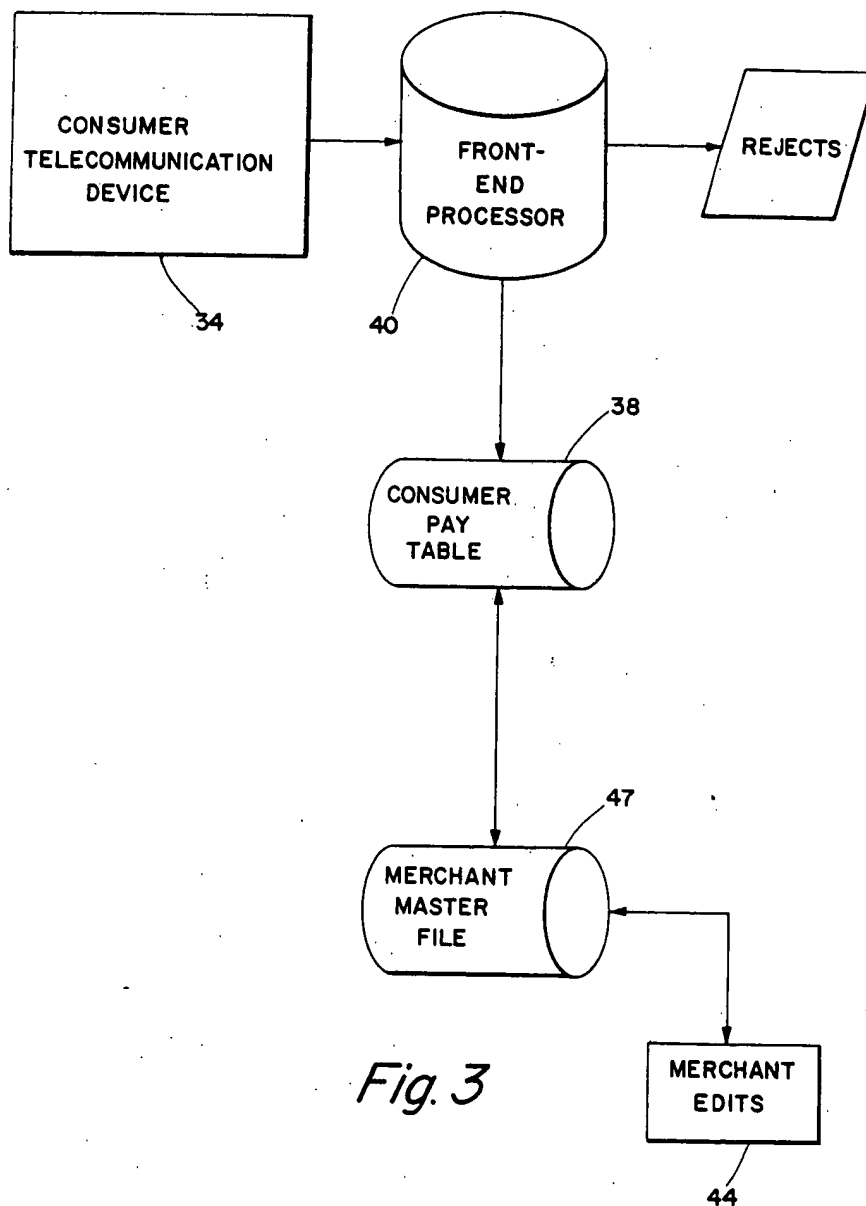 CONSUMER
TELECOMMUNICATION
DEVICE
34
FRONT-
END
PROCESSOR
40
REJECTS
38
CONSUMER
PAY
TABLE
47
MERCHANT
MASTER
FILE
MERCHANT
EDITS
44
Fig. 3